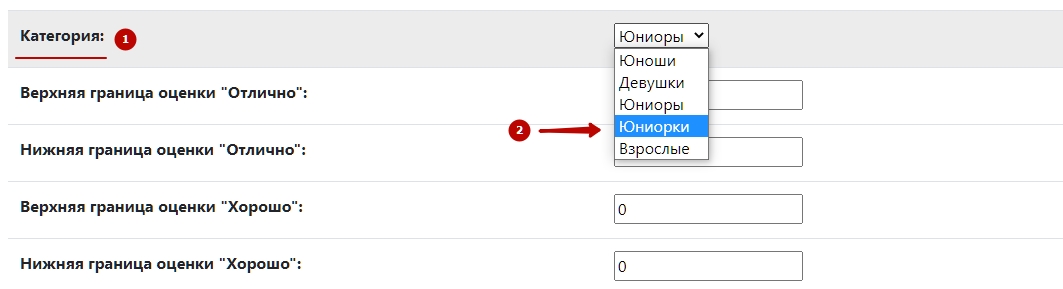 Категория: 1 Юниоры
Юноши
Девушки
Верхняя граница оценки "Отлично":
Юниоры
2 Юниорки
Нижняя граница оценки "Отлично":
Взрослые
Верхняя граница оценки "Хорошо": 0
Нижняя граница оценки "Хорошо": 0